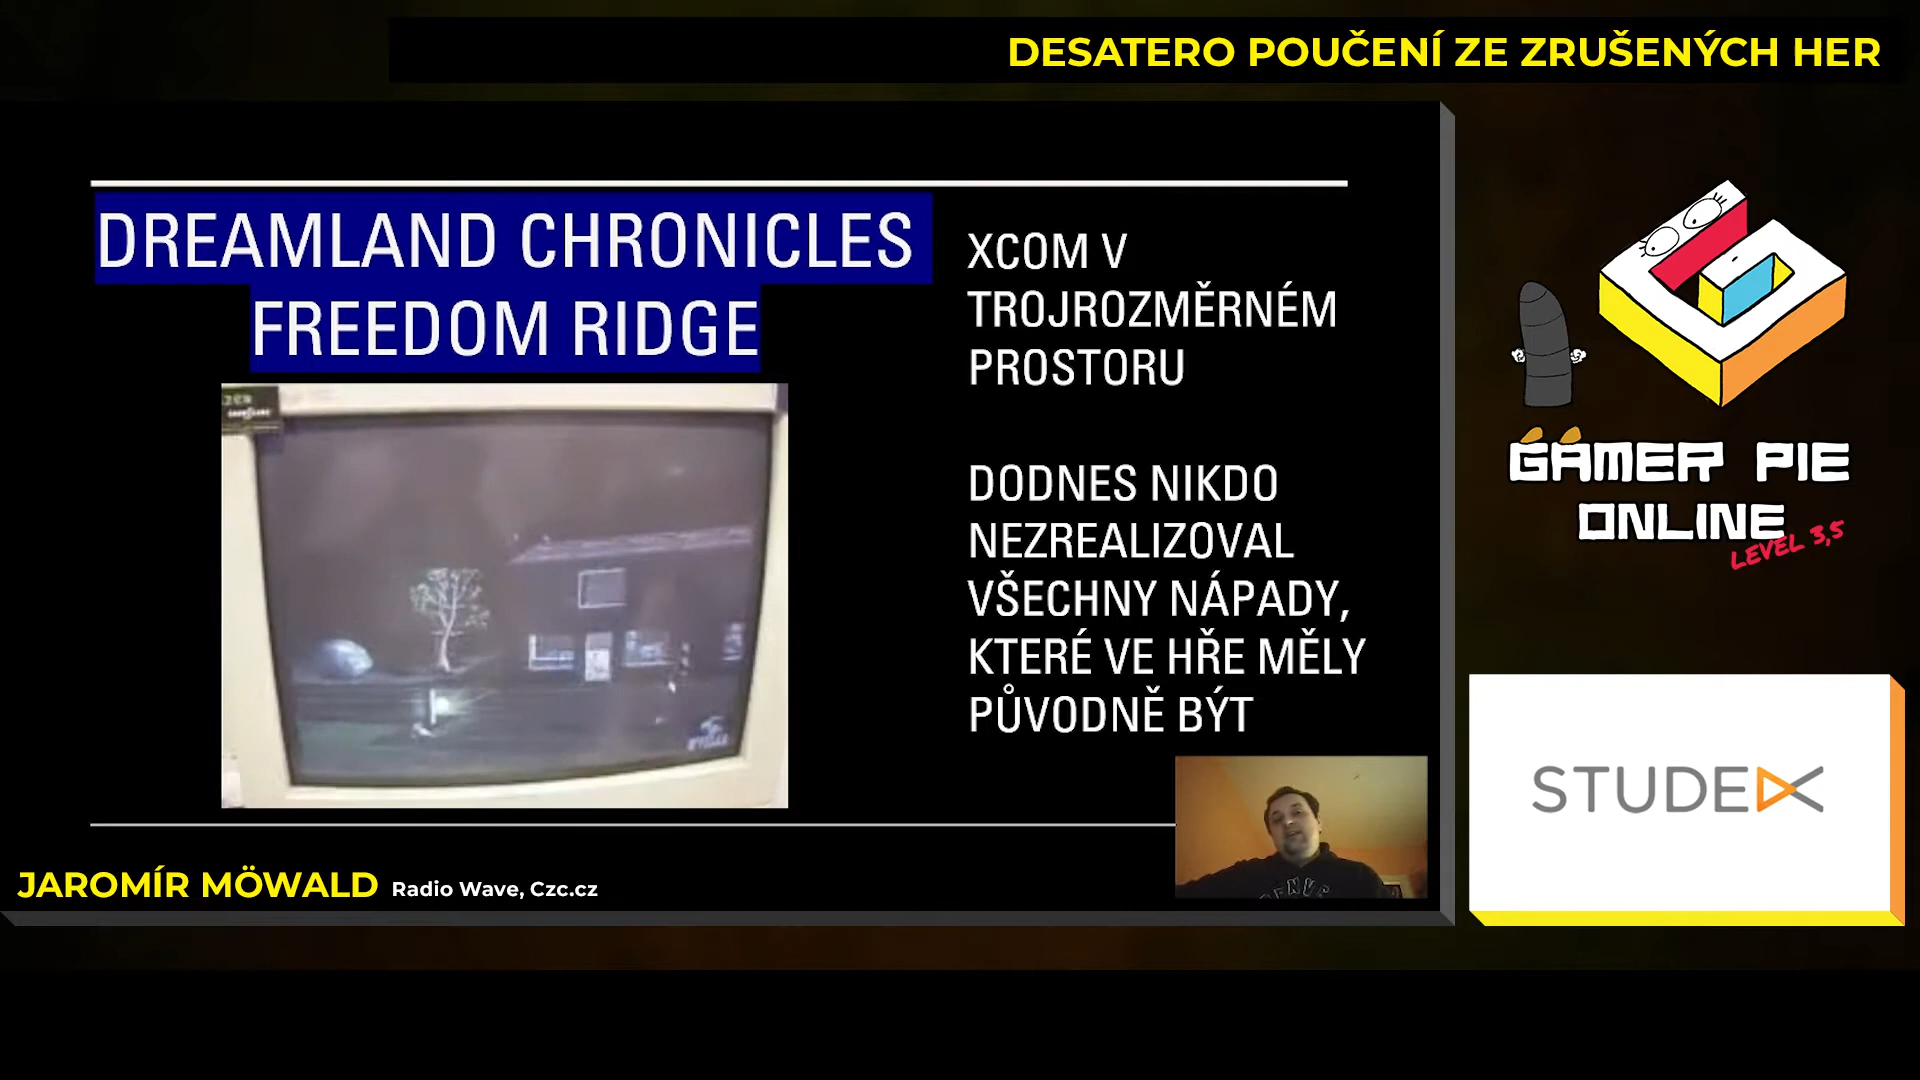 DESATERO POUČENÍ ZE ZRUŠENÝCH HER
DREAMLAND CHRONICLES
FREEDOM RIDGE
XCOM V
TROJROZMĚRNÉM
PROSTORU
DODNES NIKDO
NEZREALIZOVAL
VŠECHNY NÁPADY,
KTERÉ VE HŘE MĚLY
PŮVODNĚ BÝT
GAMER PIE
ONLINE
LEVEL 3,5
STUDEX
JAROMÍR MÖWALD Radio Wave, Czc.cz